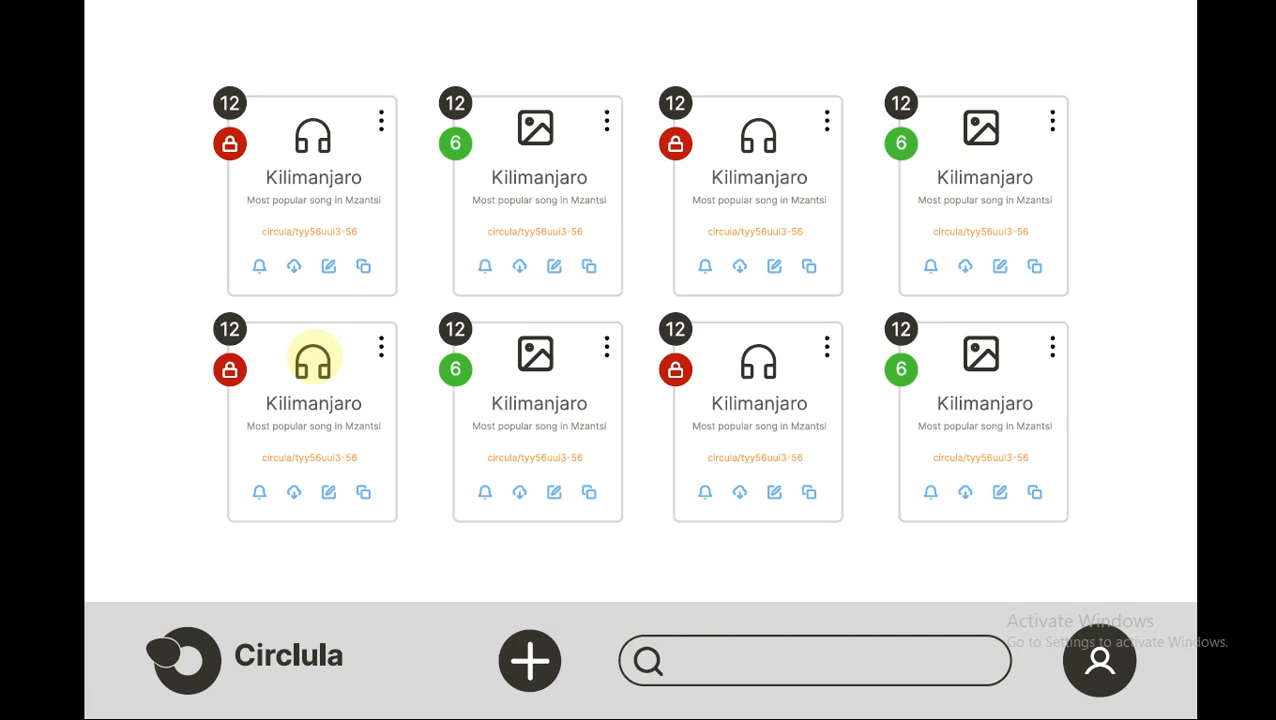 12
6
Kilimanjaro
Most popular song in Mzantsi
circula/tyy56uui3-56
12
Kilimanjaro
Most popular song in Mzantsi
circula/tyy56uui3-56
12
6
Kilimanjaro
Most popular song in Mzantsi
circula/tyy56uui3-56
12
Kilimanjaro
Most popular song in Mzantsi
circula/tyy56uui3-56
12
Kilimanjaro
Most popular song in Mzantsi
circula/tyy56uui3-56
12
6
Kilimanjaro
Most popular song in Mzantsi
circula/tyy56uui3-56
12
Kilimanjaro
Most popular song in Mzantsi
circula/tyy56uui3-56
12
6
Kilimanjaro
Most popular song in Mzantsi
circula/tyy56uui3-56
Circlula
Activate Windows
Go to Settings to activate Windows.